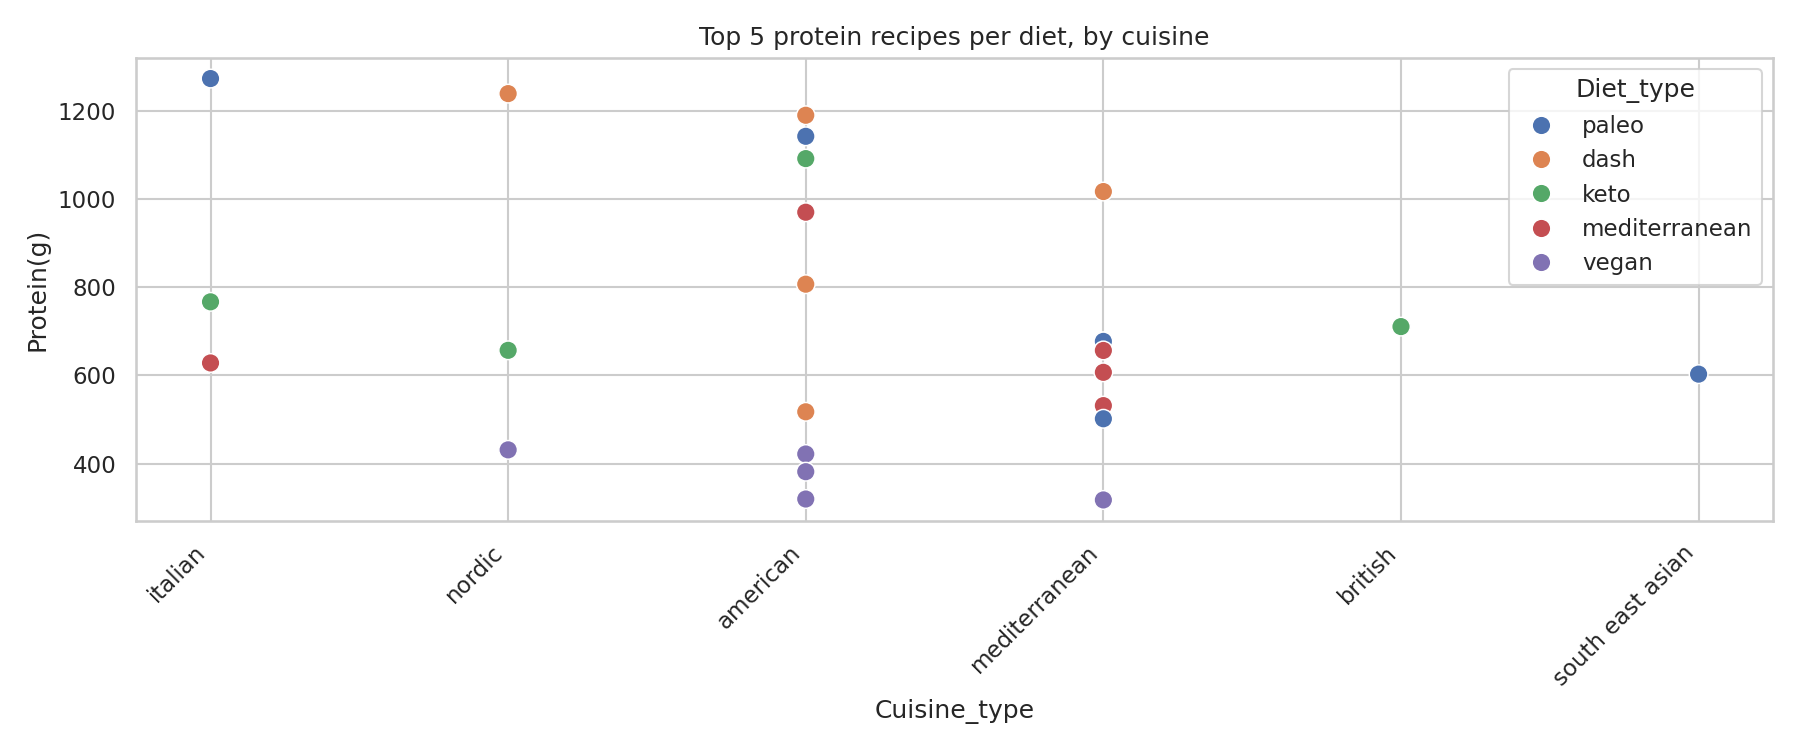 Top 5 protein recipes per diet, by cuisine
Protein(g)
1200
1000
800
600
400
Diet_type
paleo
dash
keto
mediterranean
vegan
italian
nordic
american
mediterranean
british
south east asian
Cuisine_type